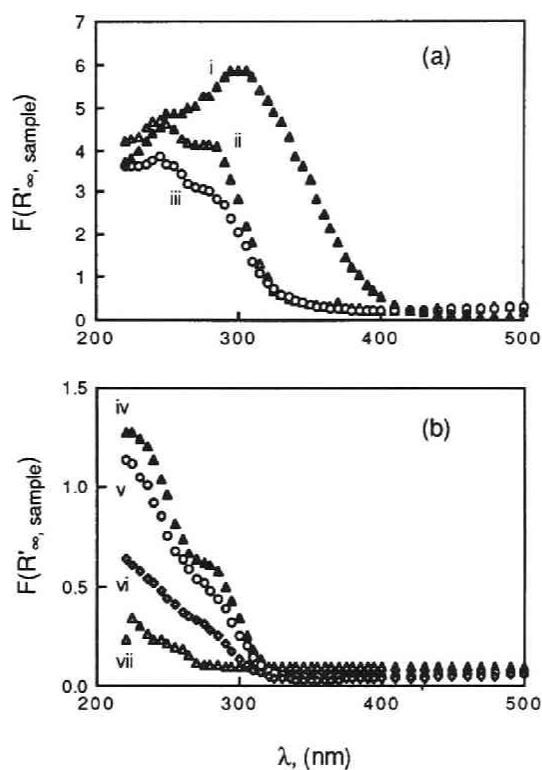 7
6
5
4
3
2
1
0
F(R'∞, sample)
(a)
i
ii
iii
200 300 400 500
1.5
1.0
0.5
0.0
F(R'∞, sample)
(b)
iv
v
vi
vii
200 300 400 500
λ, (nm)